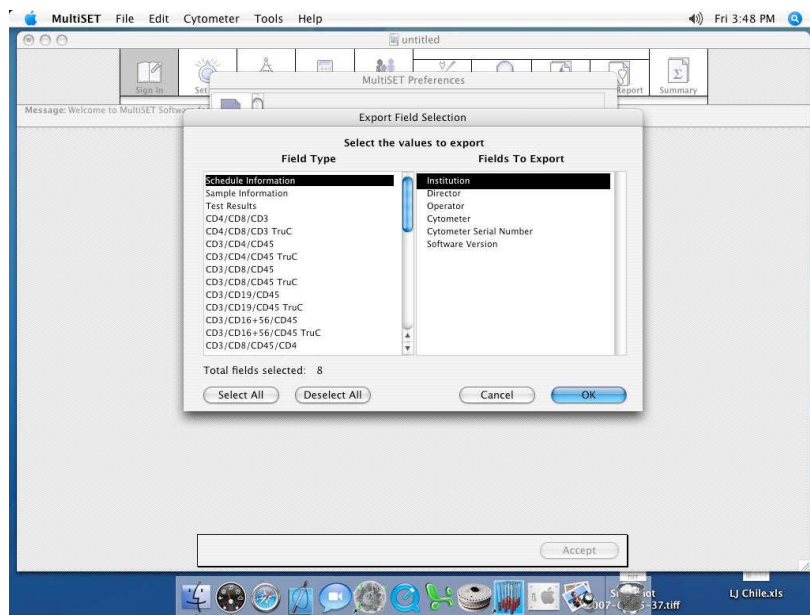 MultiSET File Edit Cytometer Tools Help
Fri 3:48 PM
untitled
Sign In
Set
Report
Summary
MultiSET Preferences
Message: Welcome to MultiSET Software
Export Field Selection
Select the values to export
Field Type
Fields To Export
Schedule Information
Sample Information
Test Results
CD4/CD8/CD3
CD4/CD8/CD3 TruC
CD3/CD4/CD45
CD3/CD4/CD45 TruC
CD3/CD8/CD45
CD3/CD8/CD45 TruC
CD3/CD19/CD45
CD3/CD19/CD45 TruC
CD3/CD16+56/CD45
CD3/CD16+56/CD45 TruC
CD3/CD8/CD45/CD4
Institution
Director
Operator
Cytometer
Cytometer Serial Number
Software Version
Total fields selected: 8
Select All
Deselect All
Cancel
OK
Accept
LJ Chile.xls